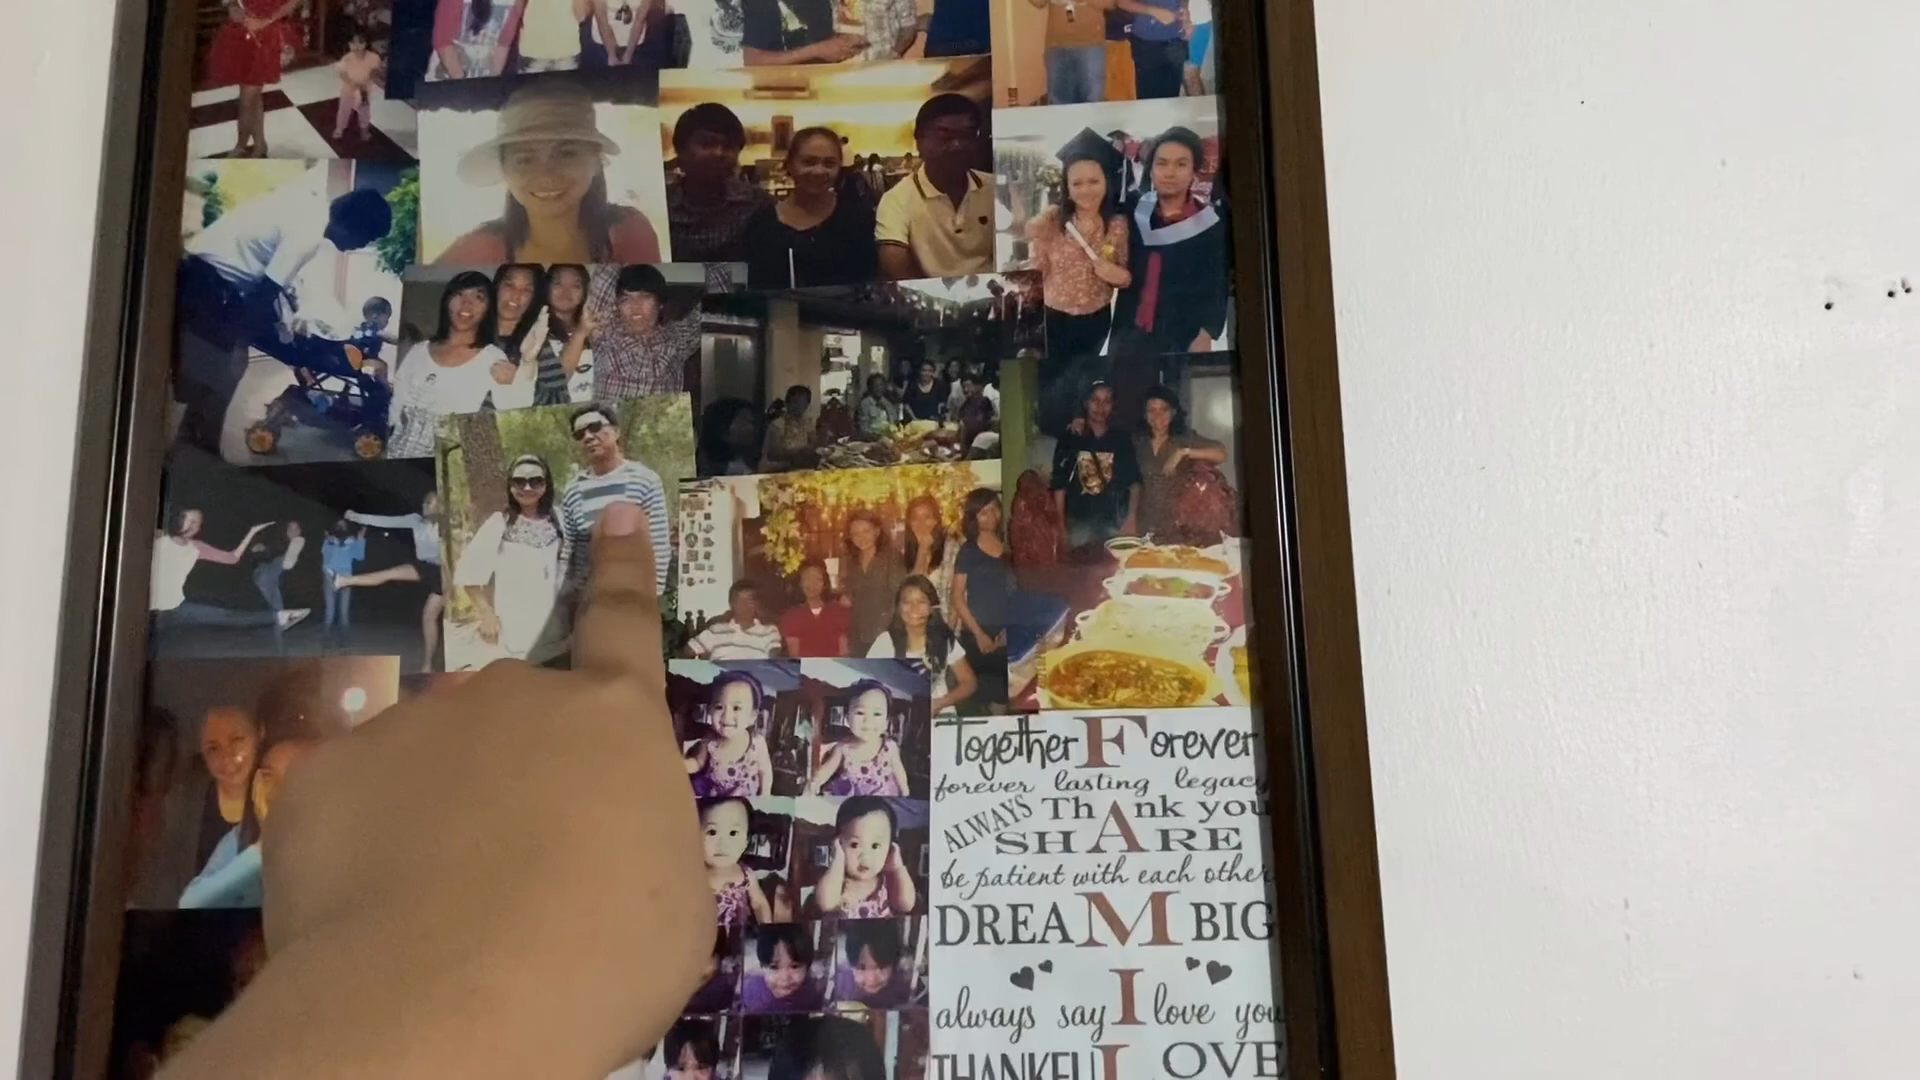 Together Forever
forever lasting legacy
ALWAYS Thank you
SHARE
be patient with each other
DREAM BIG
always say I love you
THANKFUL LOVE